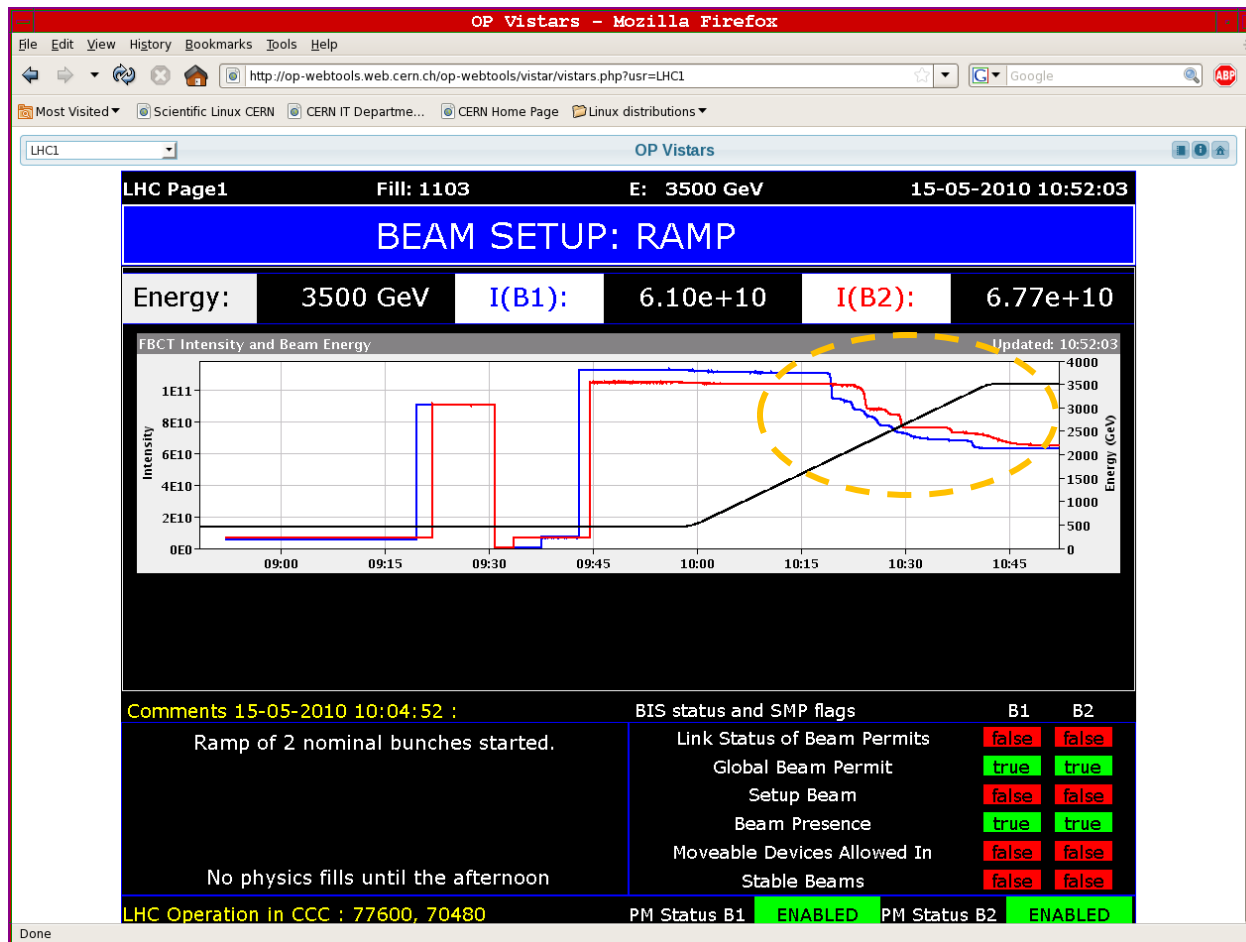 OP Vistars - Mozilla Firefox
File Edit View History Bookmarks Tools Help
http://op-webtools.web.cern.ch/op-webtools/vistar/vistars.php?usr=LHC1 G Google ABP
Most Visited Scientific Linux CERN CERN IT Departme... CERN Home Page Linux distributions
LHC1 OP Vistars
LHC Page1 Fill: 1103 E: 3500 GeV 15-05-2010 10:52:03
BEAM SETUP: RAMP
Energy: 3500 GeV I(B1): 6.10e+10 I(B2): 6.77e+10
FBCT Intensity and Beam Energy Updated: 10:52:03
Intensity
1E11
8E10
6E10
4E10
2E10
0E0
4000
3500
3000
2500
2000
1500
1000
500
0
Energy (GeV)
09:00 09:15 09:30 09:45 10:00 10:15 10:30 10:45
Comments 15-05-2010 10:04:52 :
Ramp of 2 nominal bunches started.
No physics fills until the afternoon
BIS status and SMP flags B1 B2
Link Status of Beam Permits false false
Global Beam Permit true true
Setup Beam false false
Beam Presence true true
Moveable Devices Allowed In false false
Stable Beams false false
LHC Operation in CCC : 77600, 70480 PM Status B1 ENABLED PM Status B2 ENABLED
Done